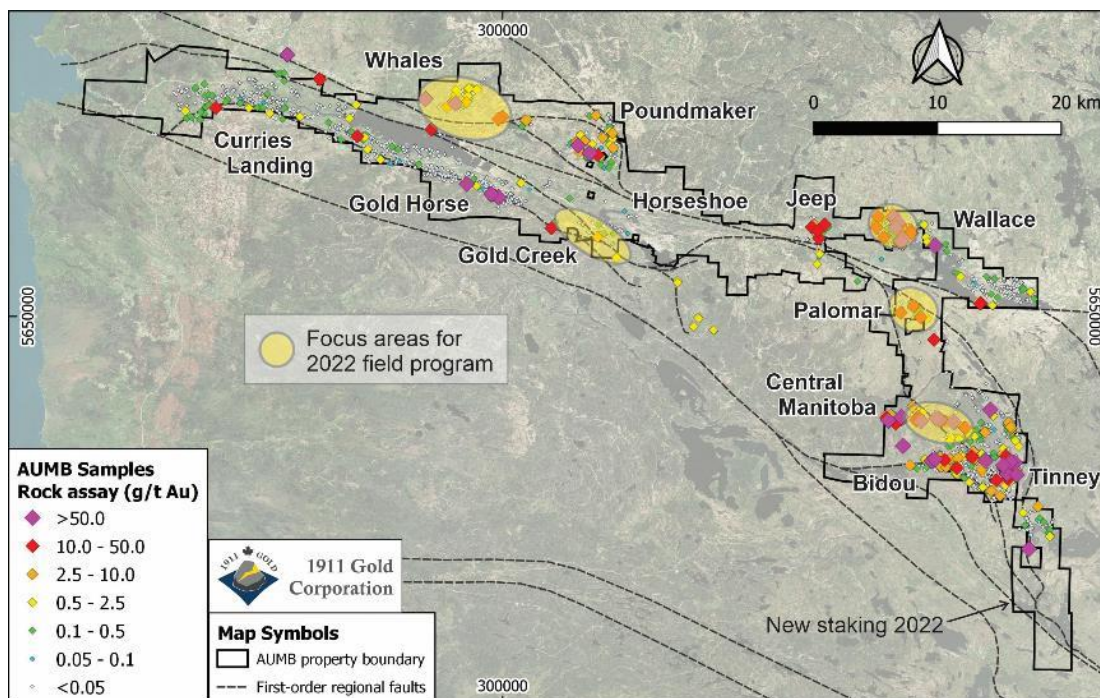 300000
Whales
Poundmaker
0 10 20 km
Curries
Landing
Gold Horse
Horseshoe
Jeep
Wallace
Gold Creek
5650000
5650000
Palomar
Focus areas for
2022 field program
Central
Manitoba
Bidou
Tinney
AUMB Samples
Rock assay (g/t Au)
>50.0
10.0 - 50.0
2.5 - 10.0
0.5 - 2.5
0.1 - 0.5
0.05 - 0.1
<0.05
1911 GOLD
1911 Gold
Corporation
Map Symbols
AUMB property boundary
First-order regional faults
New staking 2022
300000